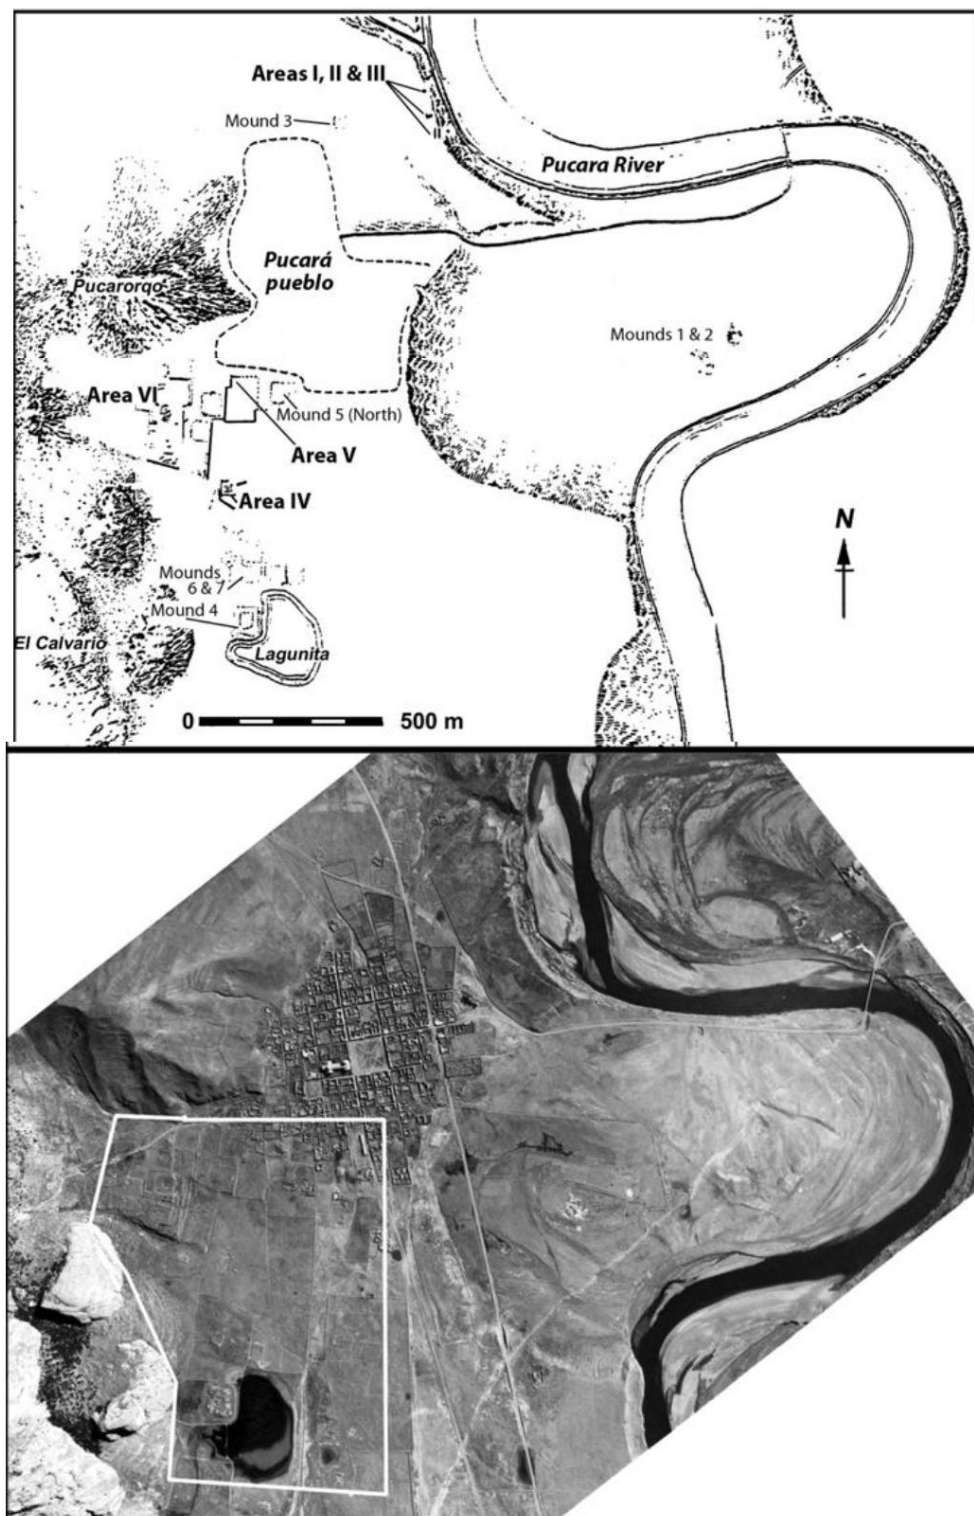 Areas I, II & III
Mound 3
Pucara River
Pucará
pueblo
Pucarorqo
Mounds 1 & 2
Area VI
Mound 5 (North)
Area V
Area IV
N
Mounds
6 & 7
Mound 4
El Calvario
Lagunita
0 500 m